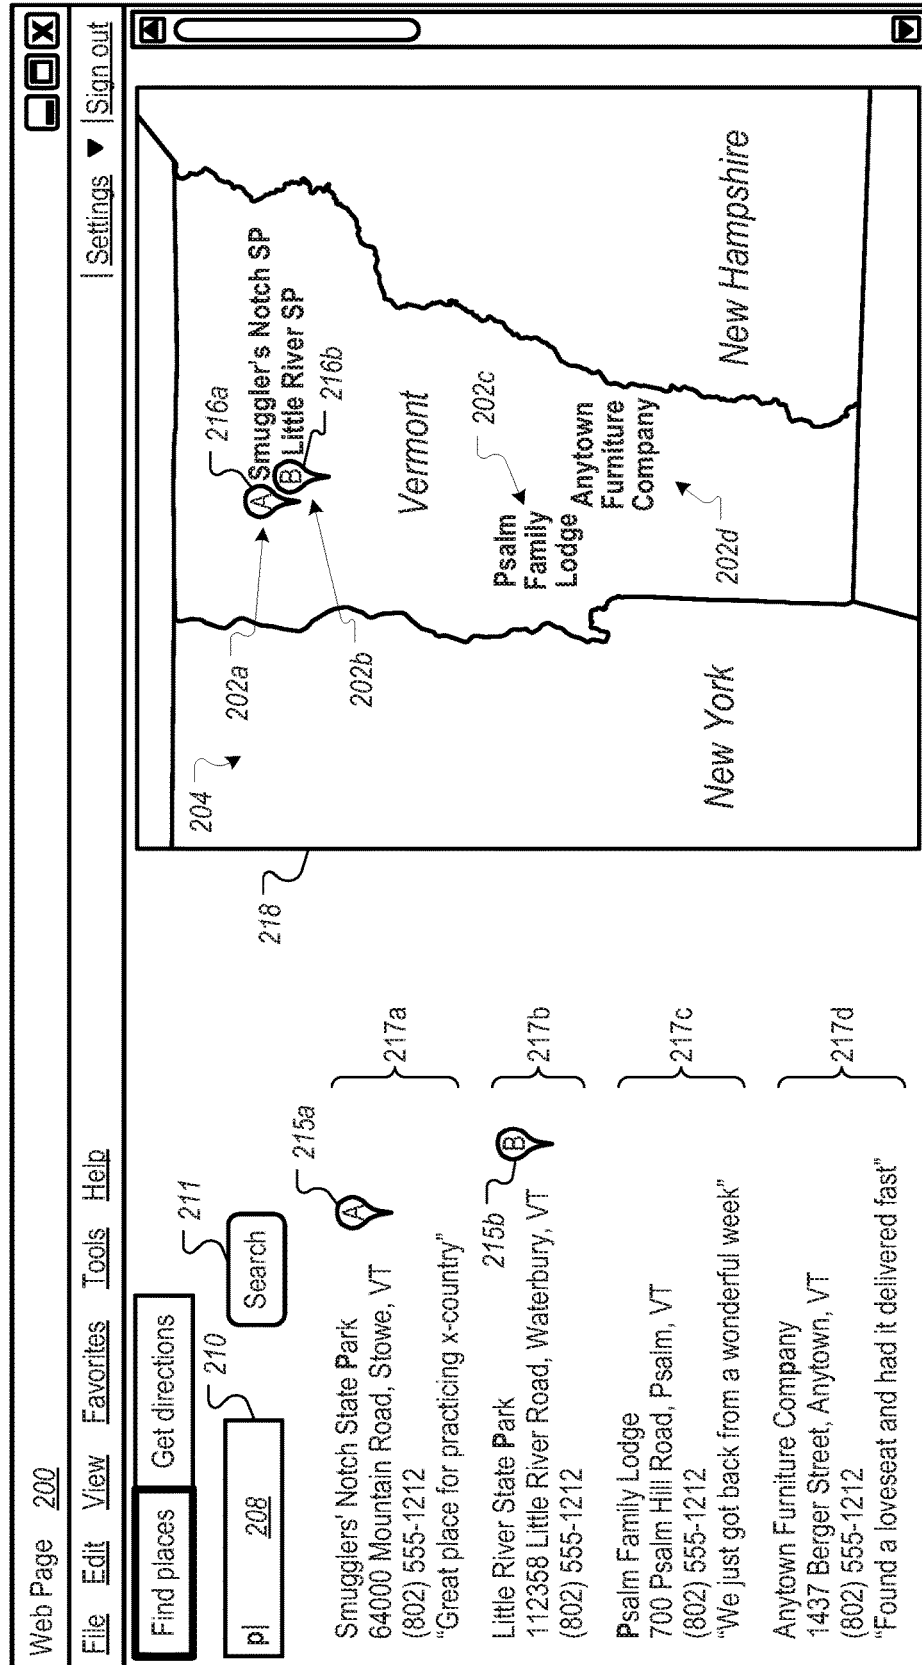 Web Page 200
File Edit View Favorites Tools Help | Settings ▼ | Sign out
Find places Get directions
p| 208 210 Search 211
Smugglers' Notch State Park
64000 Mountain Road, Stowe, VT
(802) 555-1212
“Great place for practicing x-country”
A 215a
217a
Little River State Park
112358 Little River Road, Waterbury, VT
(802) 555-1212
B 215b
217b
Psalm Family Lodge
700 Psalm Hill Road, Psalm, VT
(802) 555-1212
“We just got back from a wonderful week”
217c
Anytown Furniture Company
1437 Berger Street, Anytown, VT
(802) 555-1212
“Found a loveseat and had it delivered fast”
217d
218
204
202a
202b
216a
A Smuggler's Notch SP
B Little River SP
216b
Vermont
202c
Psalm
Family
Lodge
Anytown
Furniture
Company
202d
New York
New Hampshire